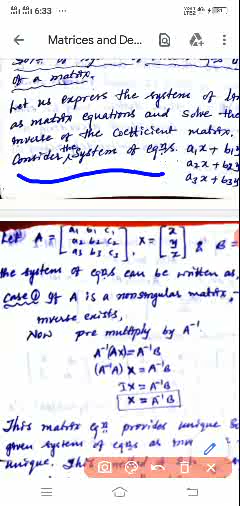 6:33
Matrices and De...
of a matrix.
Let us express the system of
as matrix equations and solve the
inverse of the coefficient matrix.
Consider the system of eqns. a₁x + b₁
a₂x + b₂
a₃x + b₃y
Let A = [a₁ b₁ c₁ a₂ b₂ c₂ a₃ b₃ c₃], X = [x y z] & B =
the system of eqns can be written as,
Case ① If A is a nonsingular matrix,
inverse exists,
Now pre multiply by A⁻¹
A⁻¹(AX) = A⁻¹B
(A⁻¹A) X = A⁻¹B
IX = A⁻¹B
X = A⁻¹B
This matrix eqn provides unique
given system of eqns as
unique. This